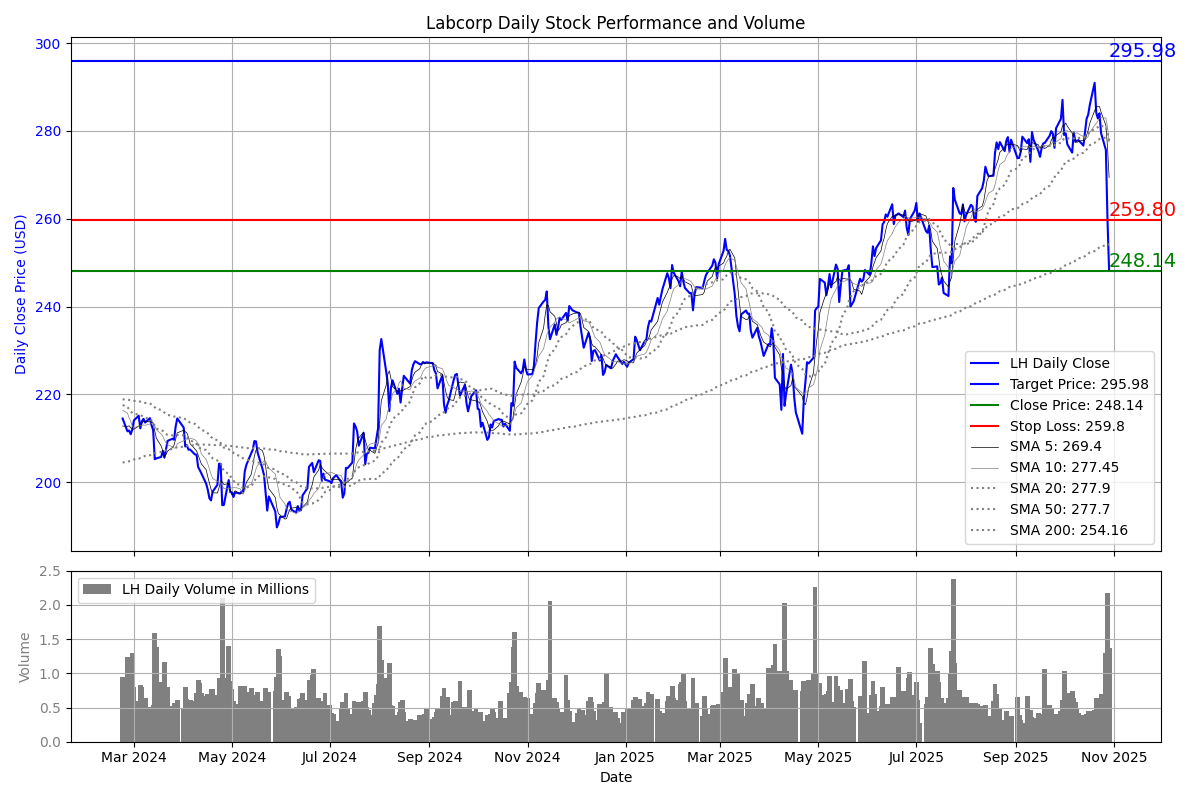 Labcorp Daily Stock Performance and Volume
300
280
260
240
220
200
Daily Close Price (USD)
295.98
259.80
248.14
LH Daily Close
Target Price: 295.98
Close Price: 248.14
Stop Loss: 259.8
SMA 5: 269.4
SMA 10: 277.45
SMA 20: 277.9
SMA 50: 277.7
SMA 200: 254.16
2.5
2.0
1.5
1.0
0.5
0.0
Volume
LH Daily Volume in Millions
Mar 2024 May 2024 Jul 2024 Sep 2024 Nov 2024 Jan 2025 Mar 2025 May 2025 Jul 2025 Sep 2025 Nov 2025
Date